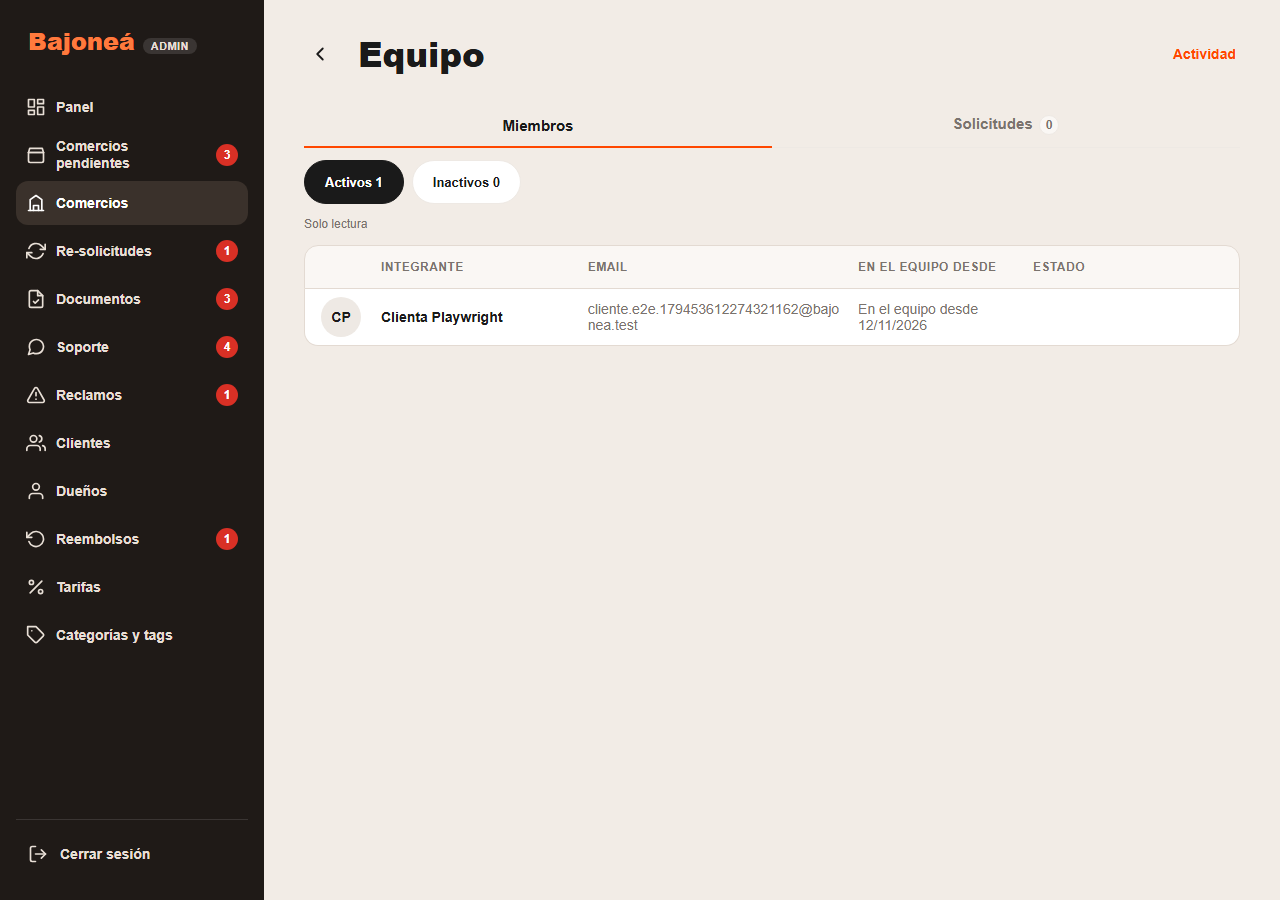 Bajoneá ADMIN
Panel
Comercios
pendientes
3
Comercios
Re-solicitudes 1
Documentos 3
Soporte 4
Reclamos 1
Clientes
Dueños
Reembolsos 1
Tarifas
Categorías y tags
Cerrar sesión
Equipo
Actividad
Miembros
Solicitudes 0
Activos 1
Inactivos 0
Solo lectura
INTEGRANTE EMAIL EN EL EQUIPO DESDE ESTADO
CP
Clienta Playwright
cliente.e2e.179453612274321162@bajo
nea.test
En el equipo desde
12/11/2026